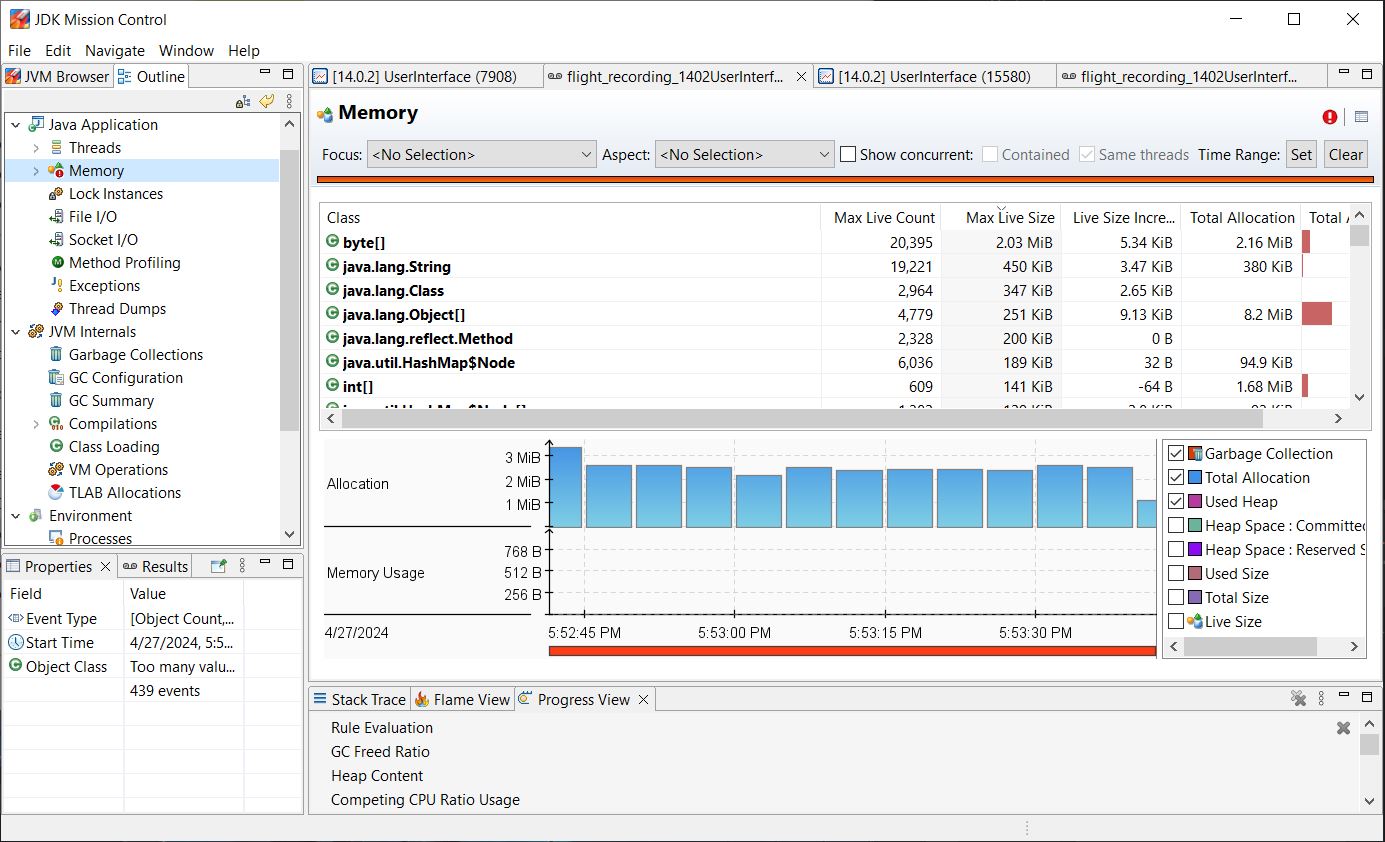 JDK Mission Control
File Edit Navigate Window Help
JVM Browser Outline
Java Application
Threads
Memory
Lock Instances
File I/O
Socket I/O
Method Profiling
Exceptions
Thread Dumps
JVM Internals
Garbage Collections
GC Configuration
GC Summary
Compilations
Class Loading
VM Operations
TLAB Allocations
Environment
Processes
Properties Results
Field Value
Event Type [Object Count,...
Start Time 4/27/2024, 5:5...
Object Class Too many valu...
439 events
[14.0.2] UserInterface (7908) flight_recording_1402UserInterf... [14.0.2] UserInterface (15580) flight_recording_1402UserInterf...
Memory
Focus: <No Selection> Aspect: <No Selection> Show concurrent: Contained Same threads Time Range: Set Clear
Class Max Live Count Max Live Size Live Size Incre... Total Allocation Total
byte[] 20,395 2.03 MiB 5.34 KiB 2.16 MiB
java.lang.String 19,221 450 KiB 3.47 KiB 380 KiB
java.lang.Class 2,964 347 KiB 2.65 KiB
java.lang.Object[] 4,779 251 KiB 9.13 KiB 8.2 MiB
java.lang.reflect.Method 2,328 200 KiB 0 B
java.util.HashMap$Node 6,036 189 KiB 32 B 94.9 KiB
int[] 609 141 KiB -64 B 1.68 MiB
Allocation
3 MiB
2 MiB
1 MiB
Memory Usage
768 B
512 B
256 B
4/27/2024 5:52:45 PM 5:53:00 PM 5:53:15 PM 5:53:30 PM
Garbage Collection
Total Allocation
Used Heap
Heap Space : Committed
Heap Space : Reserved S
Used Size
Total Size
Live Size
Stack Trace Flame View Progress View
Rule Evaluation
GC Freed Ratio
Heap Content
Competing CPU Ratio Usage